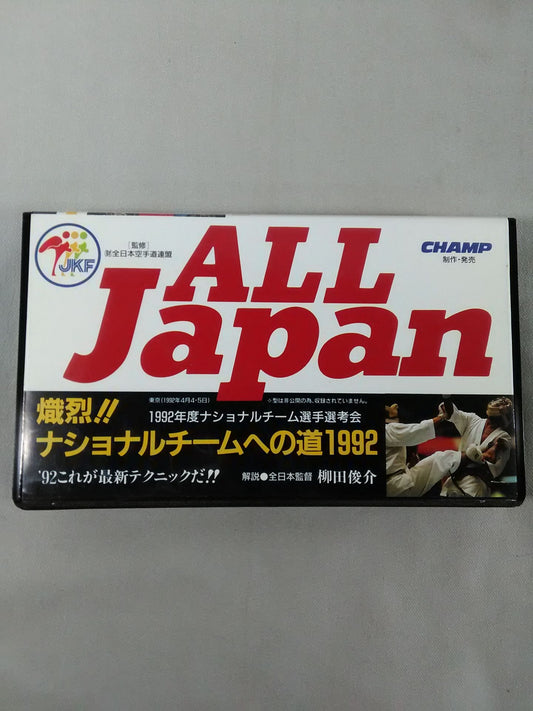 JKF
[監修]
㈶全日本空手道連盟
ALL
Japan
CHAMP
制作・発売
東京(1992年4月4・5日)
☆型は非公開の為、収録されていません。
熾烈!!
1992年度ナショナルチーム選手選考会
ナショナルチームへの道1992
'92これが最新テクニックだ!!
解説●全日本監督 柳田俊介